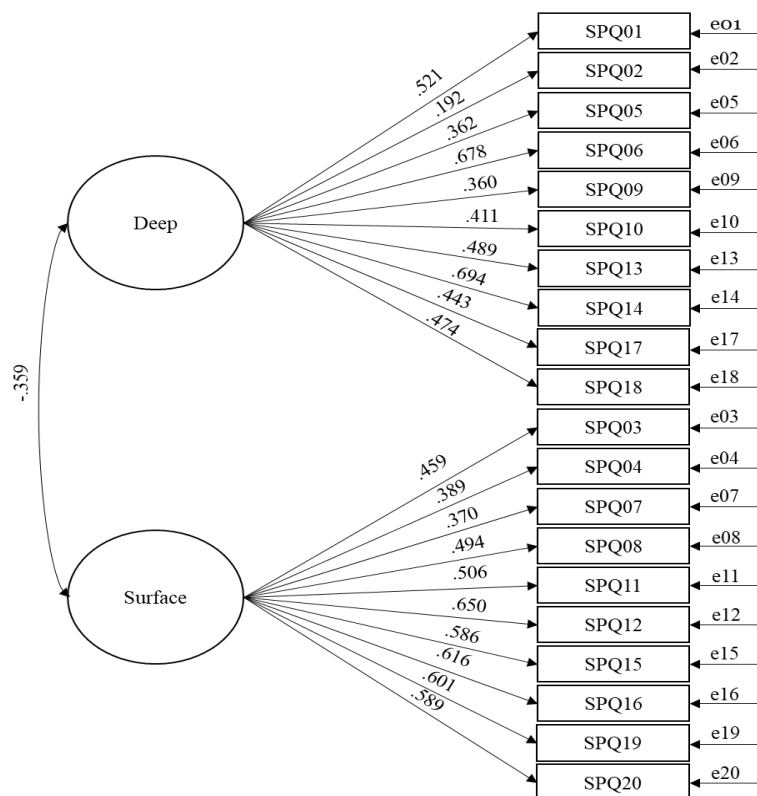 SPQ01
e01
SPQ02
e02
SPQ05
e05
SPQ06
e06
SPQ09
e09
SPQ10
e10
SPQ13
e13
SPQ14
e14
SPQ17
e17
SPQ18
e18
.521
.192
.362
.678
.360
.411
.489
.694
.443
.474
Deep
-.359
SPQ03
e03
SPQ04
e04
SPQ07
e07
SPQ08
e08
SPQ11
e11
SPQ12
e12
SPQ15
e15
SPQ16
e16
SPQ19
e19
SPQ20
e20
.459
.389
.370
.494
.506
.650
.586
.616
.601
.589
Surface